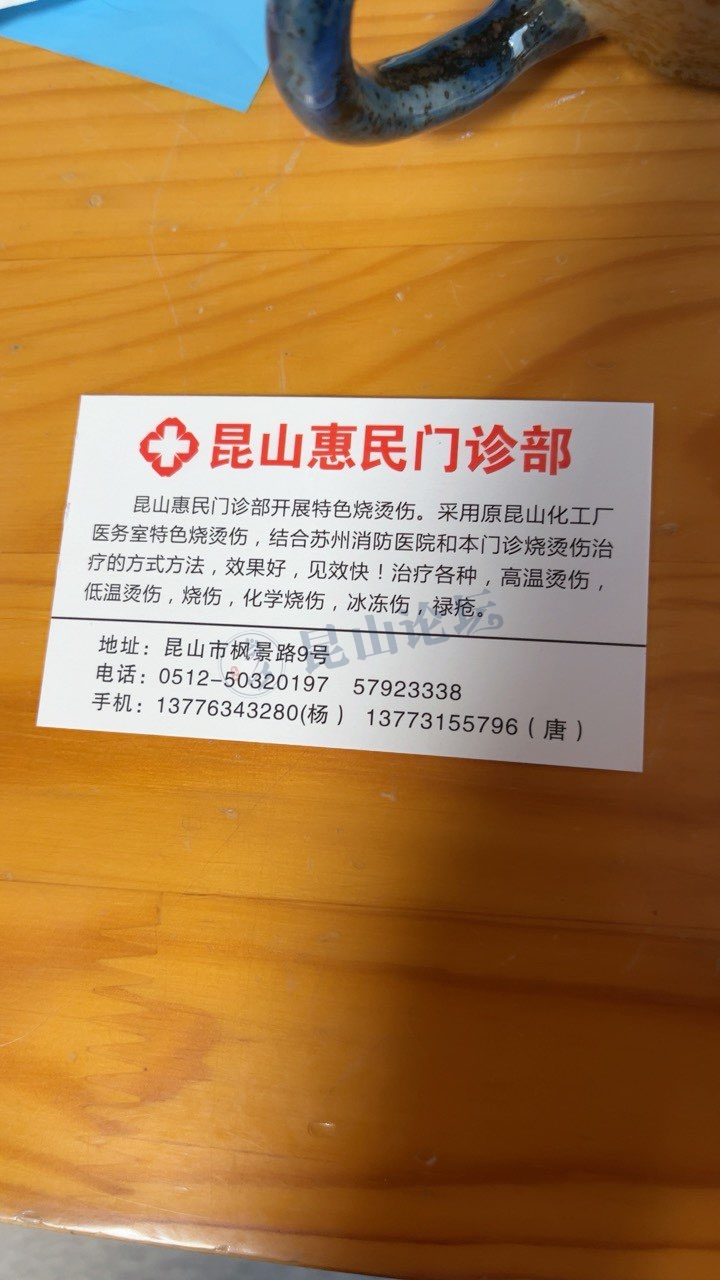 昆山惠民门诊部
昆山惠民门诊部开展特色烧烫伤。采用原昆山化工厂
医务室特色烧烫伤，结合苏州消防医院和本门诊烧烫伤治
疗的方式方法，效果好，见效快！治疗各种，高温烫伤，
低温烫伤，烧伤，化学烧伤，冰冻伤，禄疮。
昆山论坛
地址：昆山市枫景路9号
电话：0512-50320197 57923338
手机：13776343280(杨） 13773155796（唐）